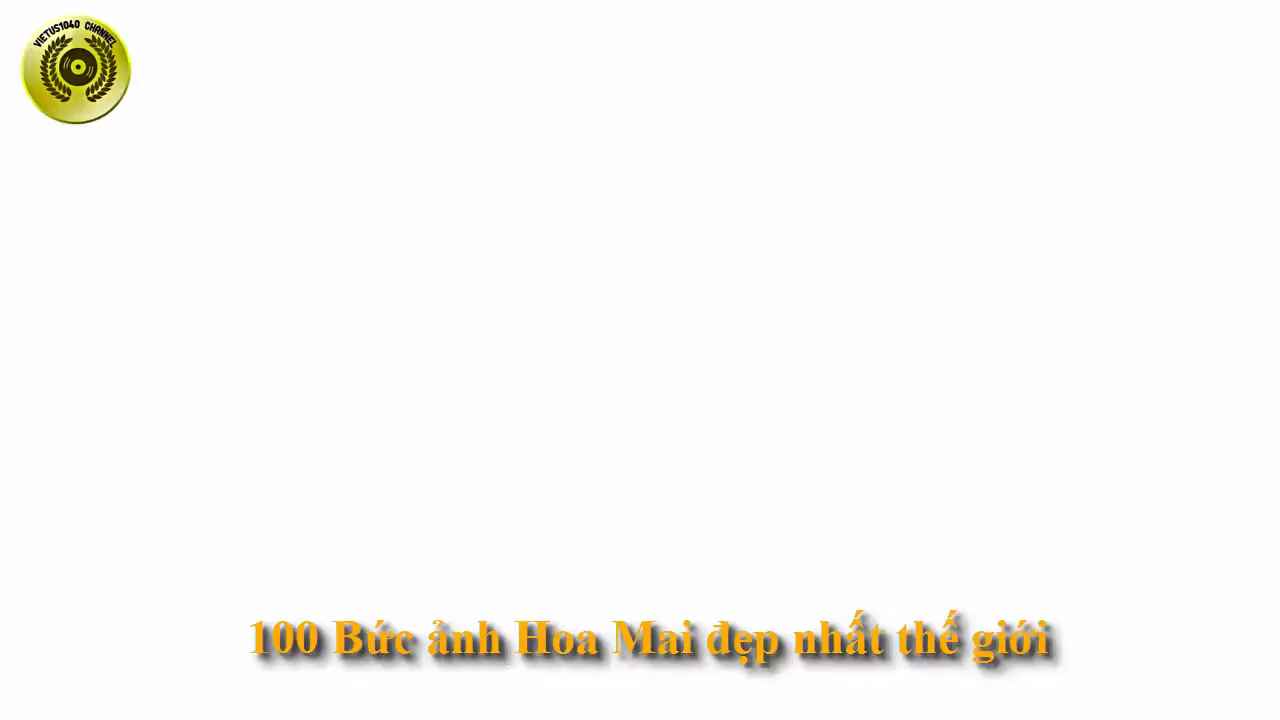 VIETUS1040 CHANNEL
100 Bức ảnh Hoa Mai đẹp nhất thế giới